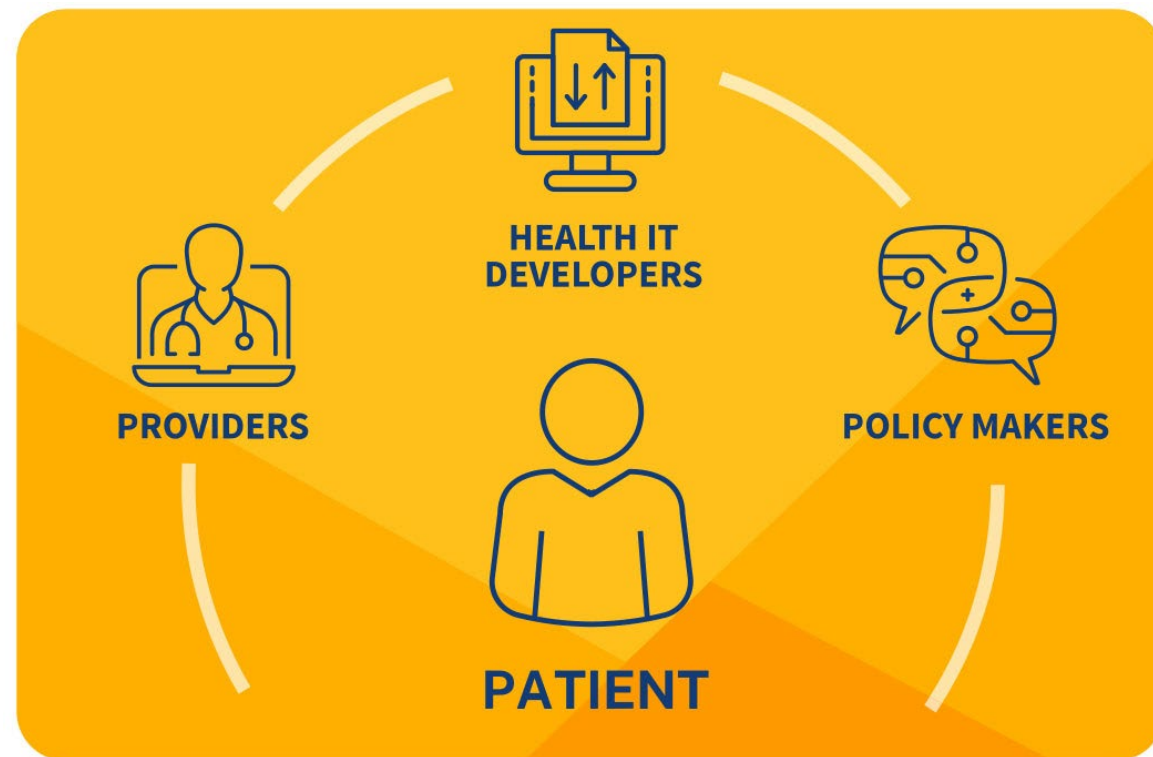 HEALTH IT
DEVELOPERS
PROVIDERS
POLICY MAKERS
PATIENT